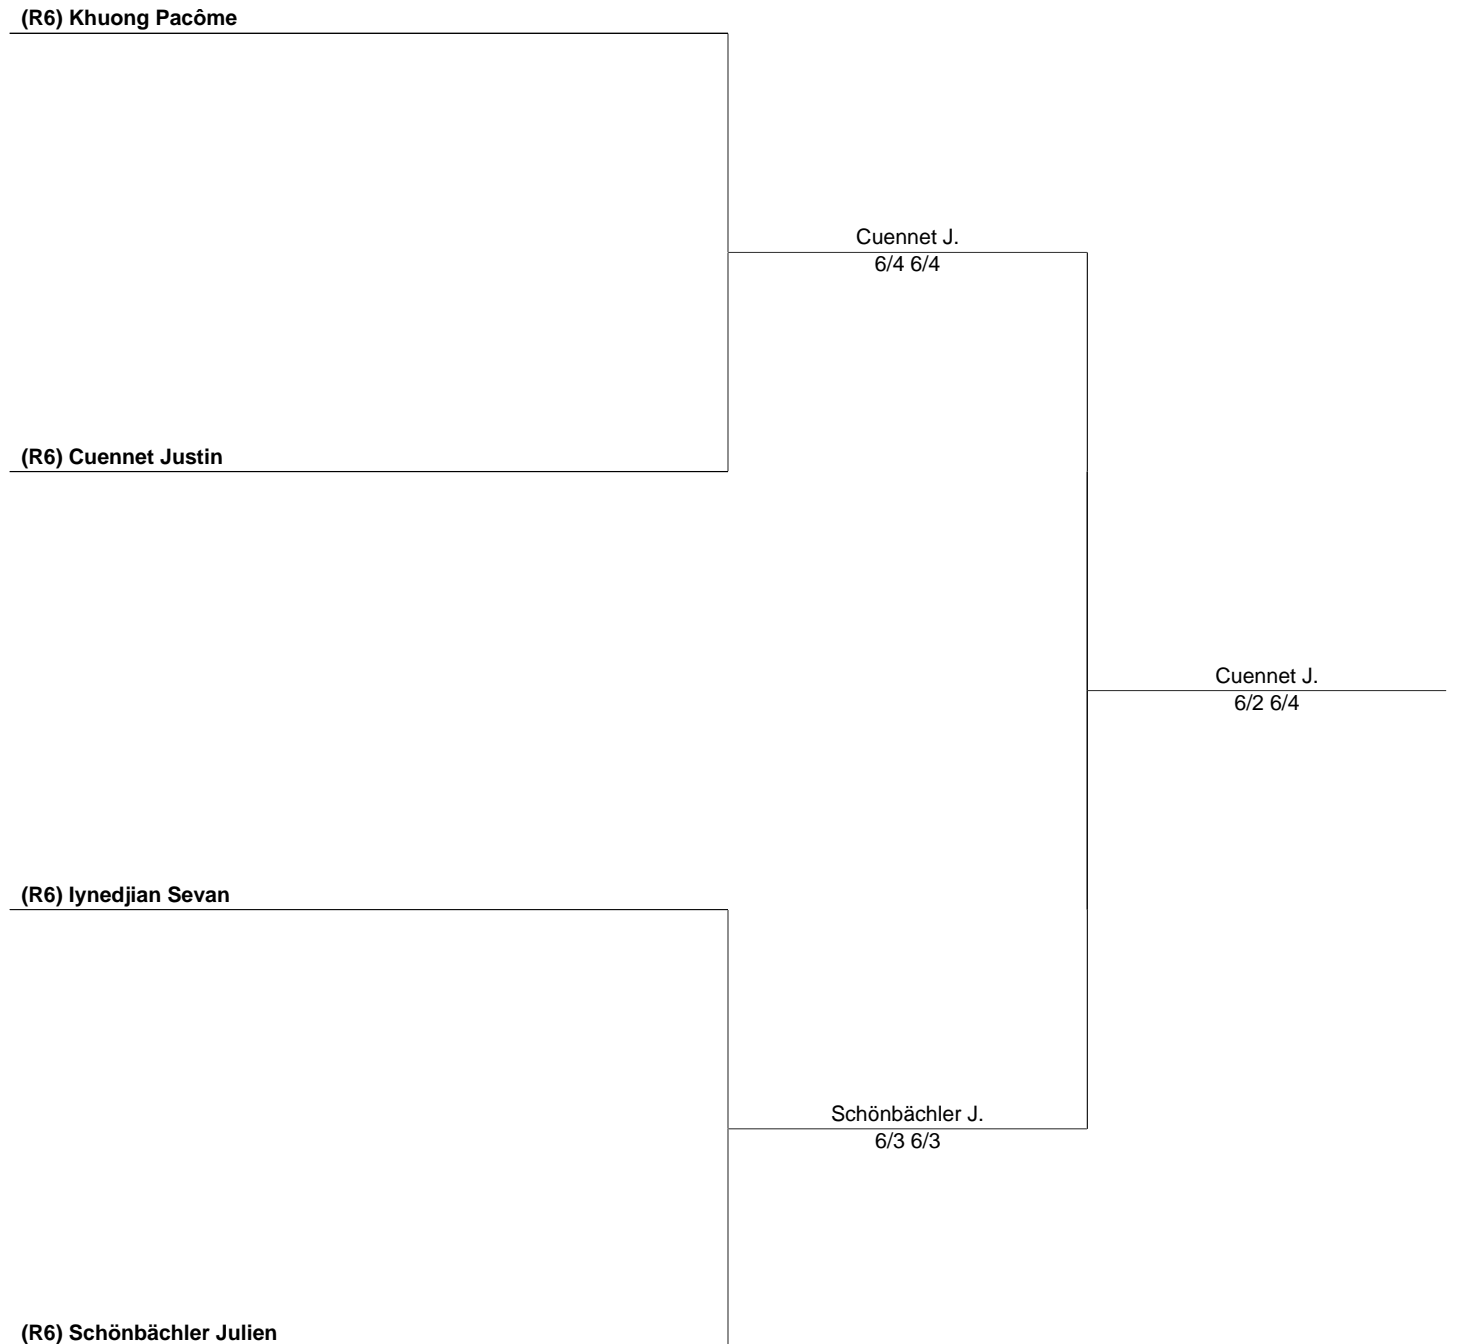 (R6) Khuong Pacôme
Cuennet J.
6/4 6/4
(R6) Cuennet Justin
Cuennet J.
6/2 6/4
(R6) Iynedjian Sevan
Schönbächler J.
6/3 6/3
(R6) Schönbächler Julien